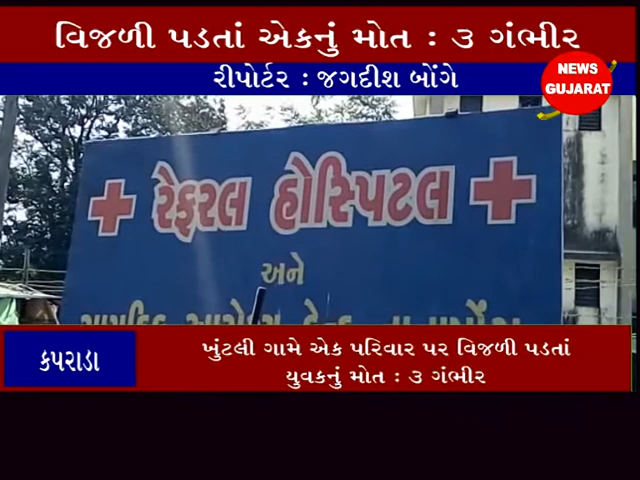 વિજળી પડતાં એકનું મોત : ૩ ગંભીર
રીપોર્ટર : જગદીશ બોંગે
NEWS
GUJARAT
રેફરલ હોસ્પિટલ
અને
કપરાડા
ખુંટલી ગામે એક પરિવાર પર વિજળી પડતાં
યુવકનું મોત : ૩ ગંભીર